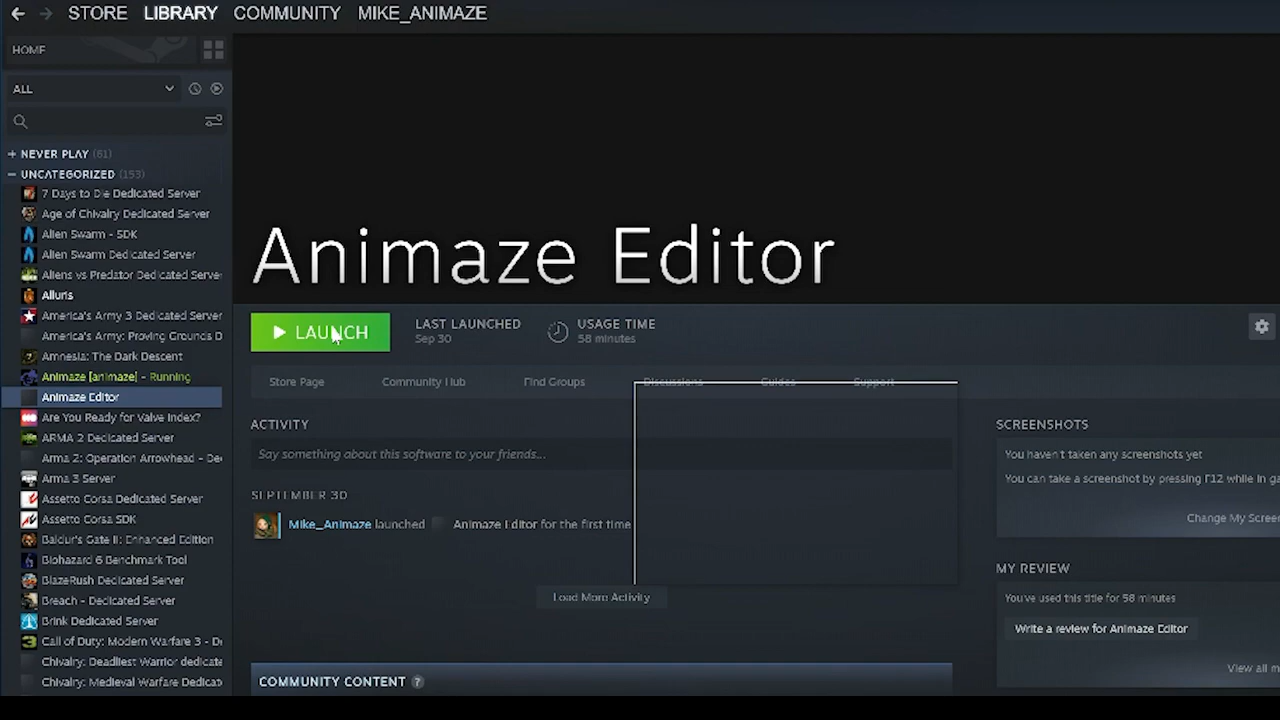 STORE LIBRARY COMMUNITY MIKE_ANIMAZE
HOME
ALL
NEVER PLAY (61)
UNCATEGORIZED (153)
7 Days to Die Dedicated Server
Age of Chivalry Dedicated Server
Alien Swarm - SDK
Alien Swarm Dedicated Server
Aliens vs Predator Dedicated Server
Alluris
America's Army 3 Dedicated Server
America's Army: Proving Grounds D
Amnesia: The Dark Descent
Animaze [animaze] - Running
Animaze Editor
Are You Ready for Valve Index?
ARMA 2 Dedicated Server
Arma 2: Operation Arrowhead - De
Arma 3 Server
Assetto Corsa Dedicated Server
Assetto Corsa SDK
Baldur's Gate II: Enhanced Edition
Biohazard 6 Benchmark Tool
BlazeRush Dedicated Server
Breach - Dedicated Server
Brink Dedicated Server
Call of Duty: Modern Warfare 3 - D
Chivalry: Deadliest Warrior dedicate
Chivalry: Medieval Warfare Dedicat
Animaze Editor
LAUNCH
LAST LAUNCHED
Sep 30
USAGE TIME
58 minutes
Store Page Community Hub Find Groups Discussions Guides Support
ACTIVITY
Say something about this software to your friends...
SEPTEMBER 30
Mike_Animaze launched Animaze Editor for the first time
Load More Activity
COMMUNITY CONTENT ?
SCREENSHOTS
You haven't taken any screenshots yet
You can take a screenshot by pressing F12 while in ga
Change My Screen
MY REVIEW
You've used this title for 58 minutes
Write a review for Animaze Editor
View all m